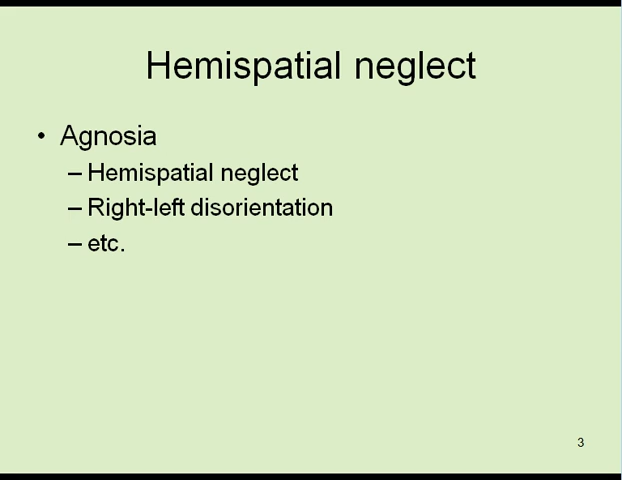 Hemispatial neglect
• Agnosia
– Hemispatial neglect
– Right-left disorientation
– etc.
3